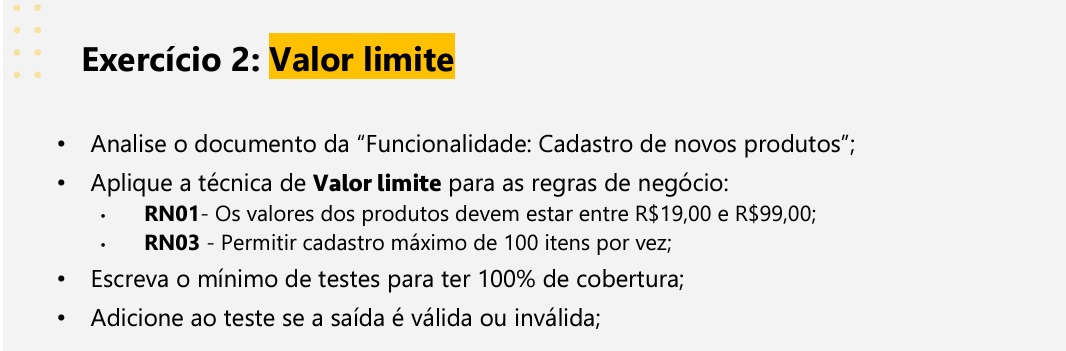 Exercício 2: Valor limite
• Analise o documento da “Funcionalidade: Cadastro de novos produtos”;
• Aplique a técnica de Valor limite para as regras de negócio:
• RN01- Os valores dos produtos devem estar entre R$19,00 e R$99,00;
• RN03 - Permitir cadastro máximo de 100 itens por vez;
• Escreva o mínimo de testes para ter 100% de cobertura;
• Adicione ao teste se a saída é válida ou inválida;